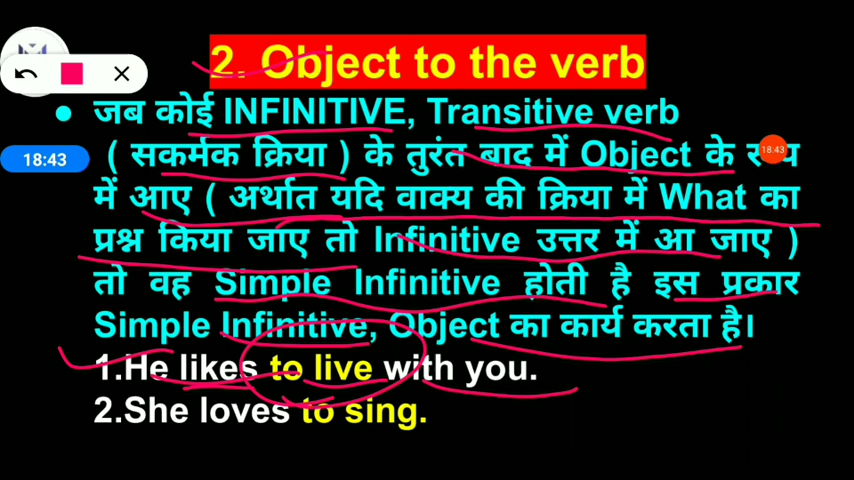 2. Object to the verb
• जब कोई INFINITIVE, Transitive verb
18:43
( सकर्मक क्रिया ) के तुरंत बाद में Object के
18:43
में आए ( अर्थात यदि वाक्य की क्रिया में What का
प्रश्न किया जाए तो Infinitive उत्तर में आ जाए )
तो वह Simple Infinitive होती है इस प्रकार
Simple Infinitive, Object का कार्य करता है।
1.He likes to live with you.
2.She loves to sing.